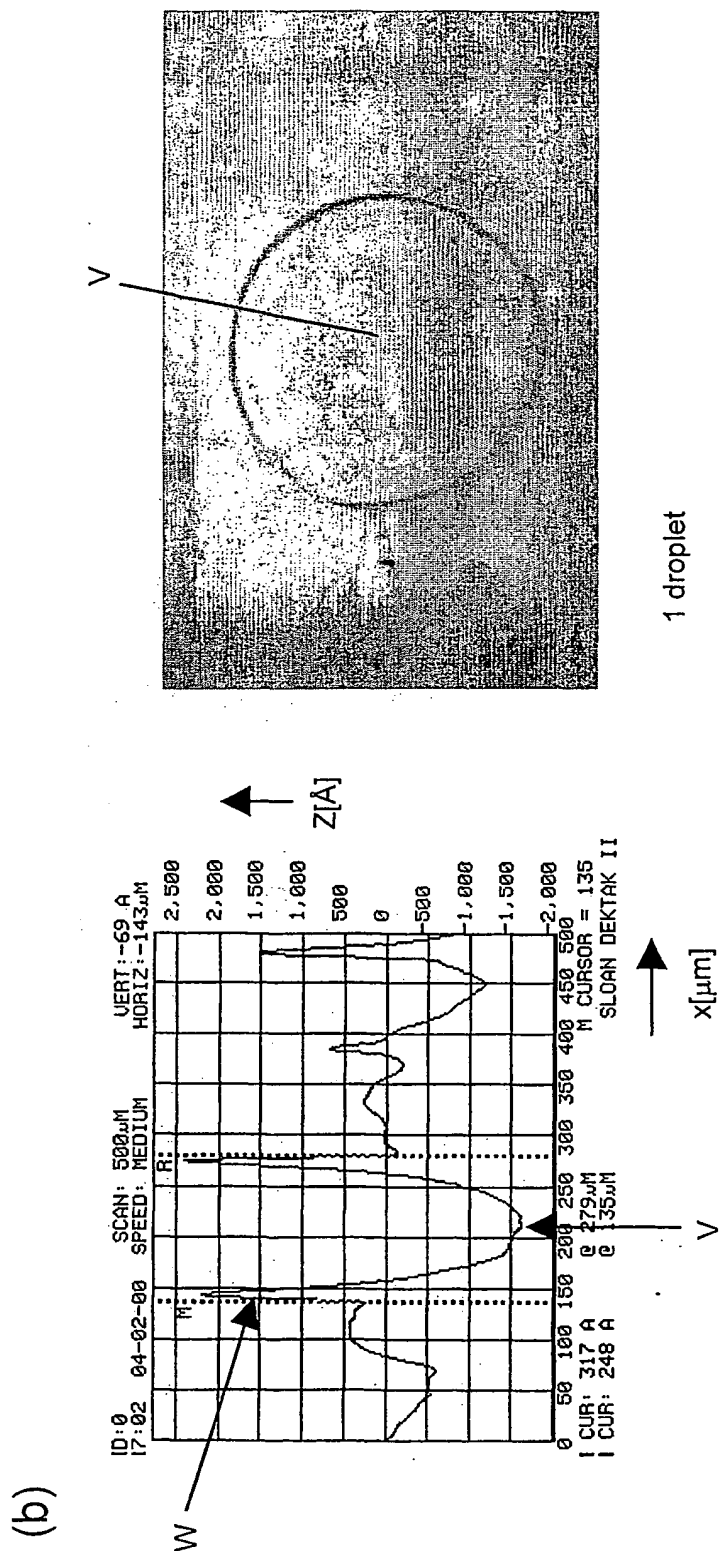 (b)
ID:0 SCAN: 500µM VERT:-69 A
17:02 04-02-00 SPEED: MEDIUM HORIZ:-143µM
M
R
2,500
2,000
1,500
1,000
500
0
-500
-1,000
-1,500
-2,000
Z[Å]
0 50 100 150 200 250 300 350 400 450 500
CUR: 317 A @ 279µM M CURSOR = 135
CUR: 248 A @ 135µM SLOAN DEKTAK II
x[µm]
W
V
V
1 droplet